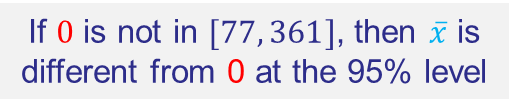 If 0 is not in [77,361], then x̄ is
different from 0 at the 95% level